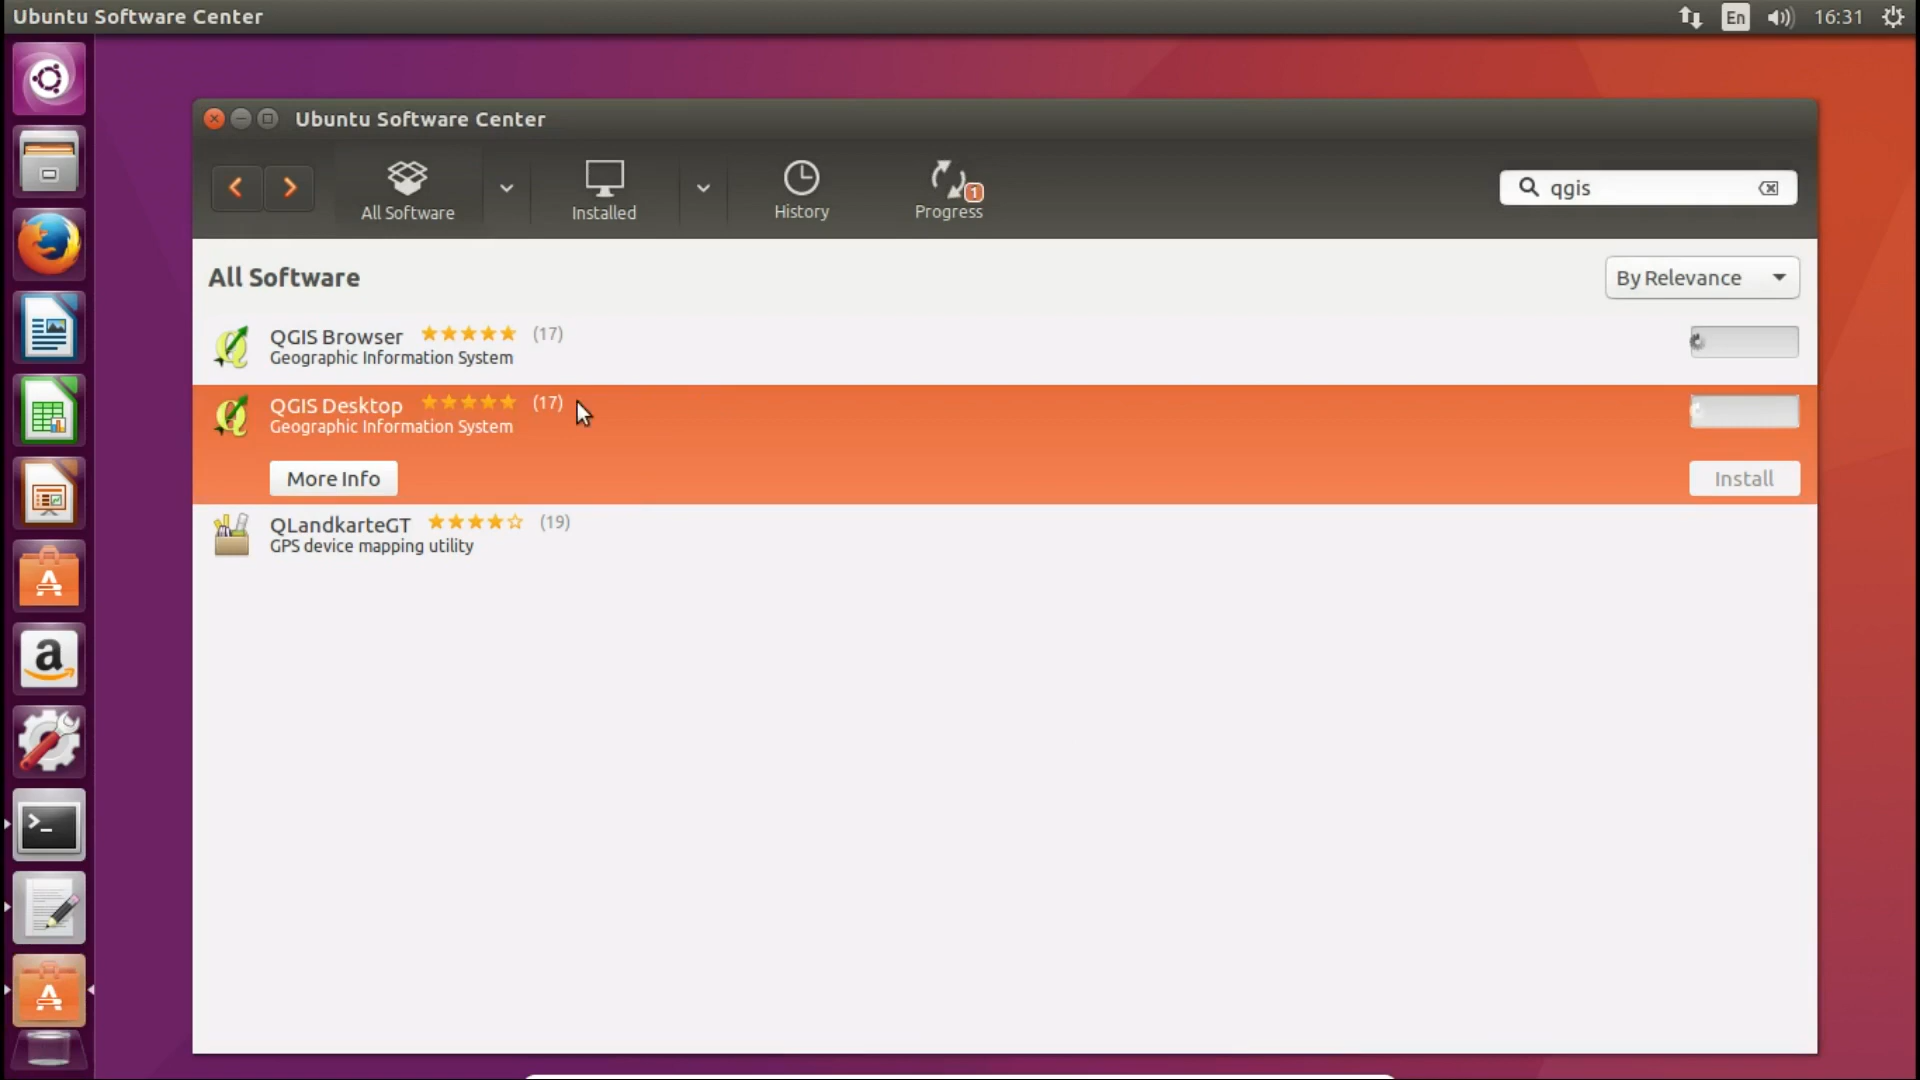 Ubuntu Software Center
En
16:31
Ubuntu Software Center
All Software
Installed
History
Progress
1
qgis
All Software
By Relevance
QGIS Browser (17)
Geographic Information System
QGIS Desktop (17)
Geographic Information System
More Info
Install
QLandkarteGT (19)
GPS device mapping utility